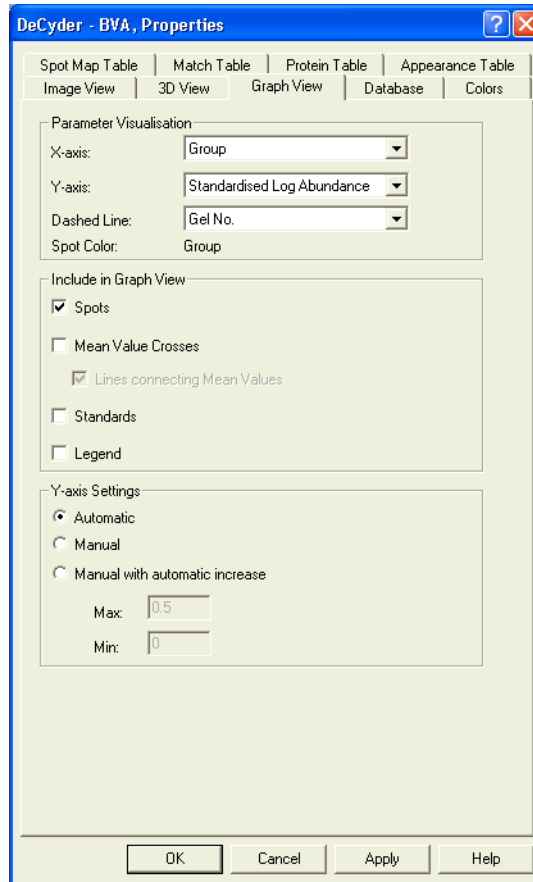 DeCyder - BVA, Properties
Spot Map Table Match Table Protein Table Appearance Table
Image View 3D View Graph View Database Colors
Parameter Visualisation
X-axis: Group
Y-axis: Standardised Log Abundance
Dashed Line: Gel No.
Spot Color: Group
Include in Graph View
Spots
Mean Value Crosses
Lines connecting Mean Values
Standards
Legend
Y-axis Settings
Automatic
Manual
Manual with automatic increase
Max: 0.5
Min: 0
OK Cancel Apply Help